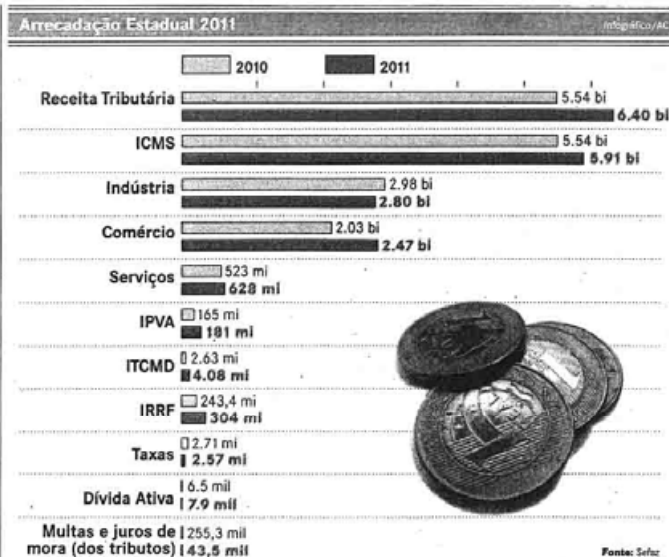 Arrecadação Estadual 2011
Infográfico/AC
2010 2011
Receita Tributária 5.54 bi
6.40 bi
ICMS 5.54 bi
5.91 bi
Indústria 2.98 bi
2.80 bi
Comércio 2.03 bi
2.47 bi
Serviços 523 mi
628 mi
IPVA 165 mi
181 mi
ITCMD 2.63 mi
4.08 mi
IRRF 243,4 mi
304 mi
Taxas 2.71 mi
2.57 mi
Dívida Ativa 6.5 mil
7.9 mil
Multas e juros de 255,3 mil
mora (dos tributos) 43,5 mil
Fonte: Sefaz